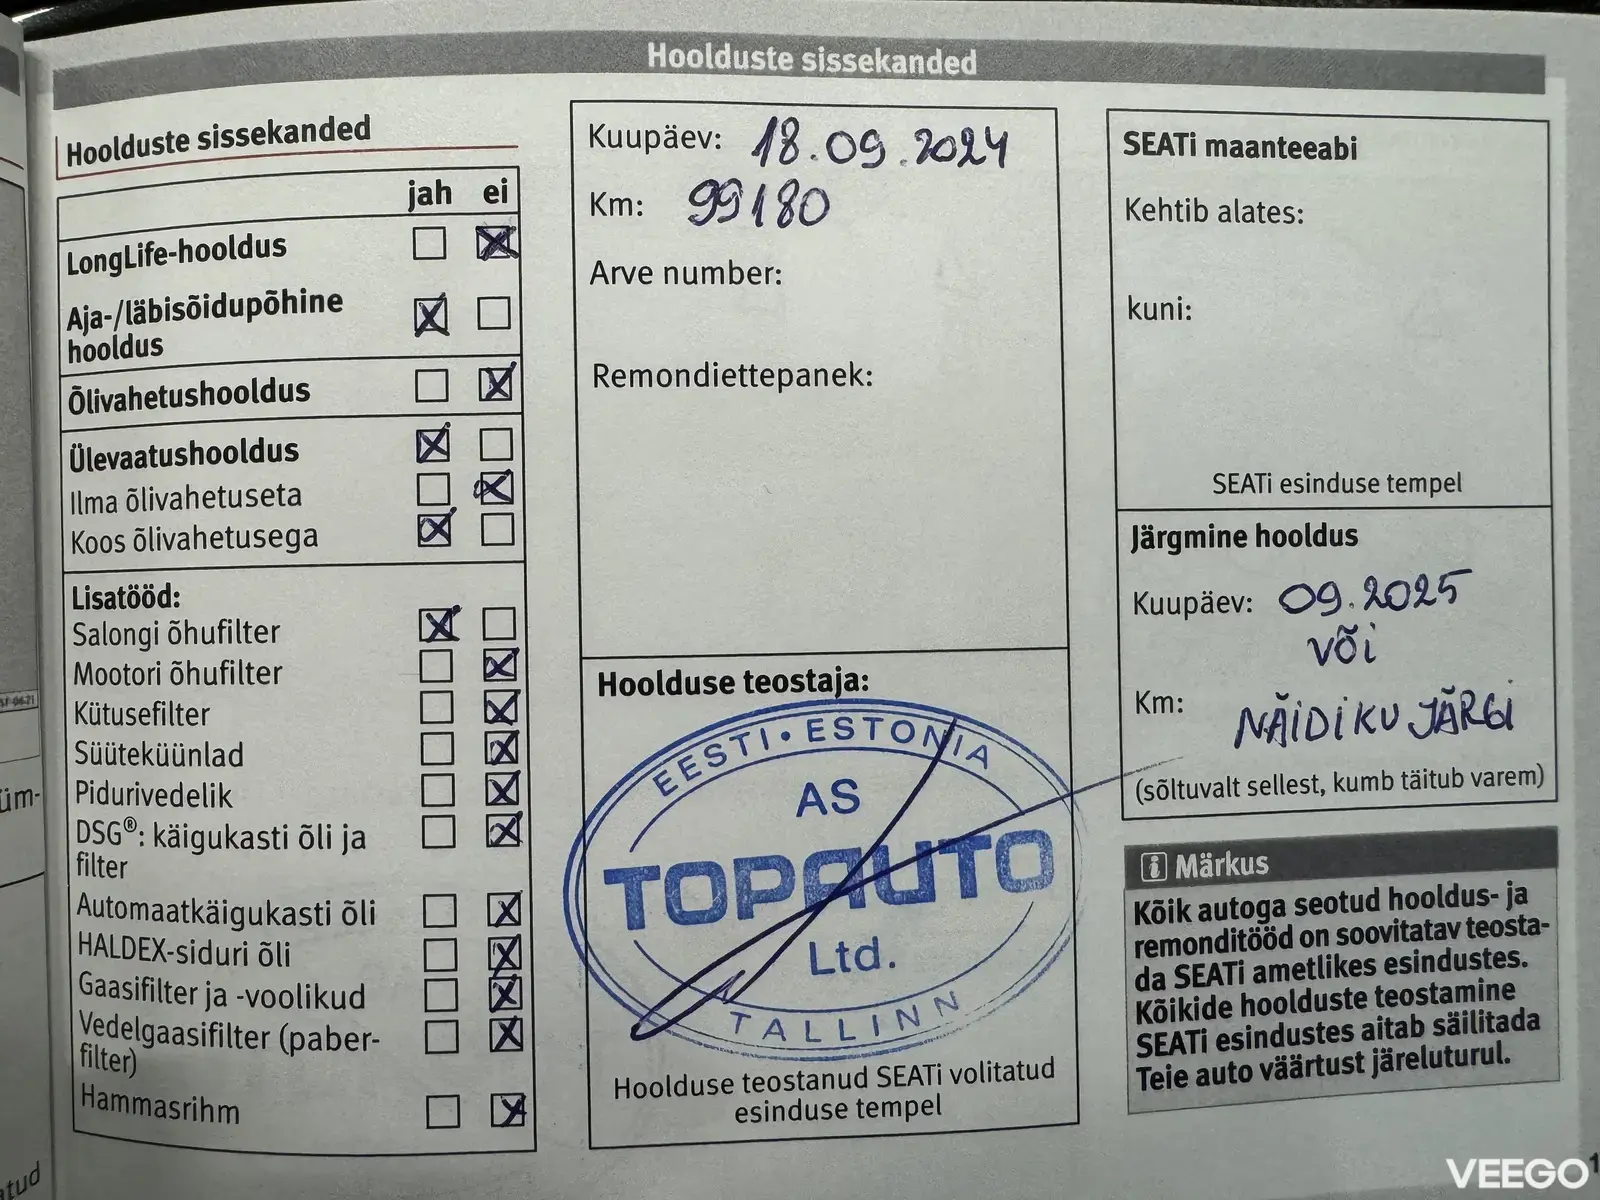 Hoolduste sissekanded
Hoolduste sissekanded
jah ei
LongLife-hooldus
Aja-/läbisõidupõhine
hooldus
Õlivahetushooldus
Ülevaatushooldus
Ilma õlivahetuseta
Koos õlivahetusega
Lisatööd:
Salongi õhufilter
Mootori õhufilter
Kütusefilter
Süüteküünlad
Pidurivedelik
DSG®: käigukasti õli ja
filter
Automaatkäigukasti õli
HALDEX-siduri õli
Gaasifilter ja -voolikud
Vedelgaasifilter (paber-
filter)
Hammasrihm
Kuupäev: 18.09.2024
Km: 99180
Arve number:
Remondiettepanek:
Hoolduse teostaja:
EESTI • ESTONIA
AS
TOPAUTO
Ltd.
TALLINN
Hoolduse teostanud SEATi volitatud
esinduse tempel
SEATi maanteeabi
Kehtib alates:
kuni:
SEATi esinduse tempel
Järgmine hooldus
Kuupäev: 09.2025
või
Km: NÄIDIKU JÄRGI
(sõltuvalt sellest, kumb täitub varem)
i Märkus
Kõik autoga seotud hooldus- ja
remonditööd on soovitatav teosta-
da SEATi ametlikes esindustes.
Kõikide hoolduste teostamine
SEATi esindustes aitab säilitada
Teie auto väärtust järeluturul.
üm-
atud
1
VEEGO